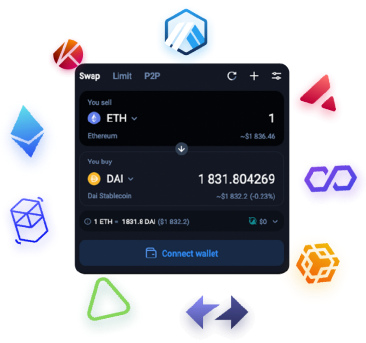 Swap Limit P2P
You sell
ETH 1
Ethereum ~$1 836.46
You buy
DAI 1 831.804269
Dai Stablecoin ~$1 832.2 (-0.23%)
1 ETH = 1831.8 DAI ($1 832.2) $0
Connect wallet